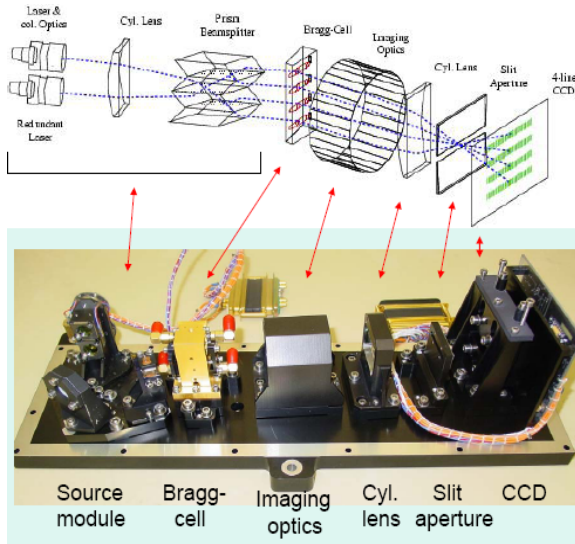 Laser &
col. Optics
Cyl. Lens
Prism
Beamsplitter
Bragg-Cell
Imaging
Optics
Cyl. Lens
Slit
Aperture
4-line
CCD
Redundant
Laser
Source
module
Bragg-
cell
Imaging
optics
Cyl.
lens
Slit
aperture
CCD